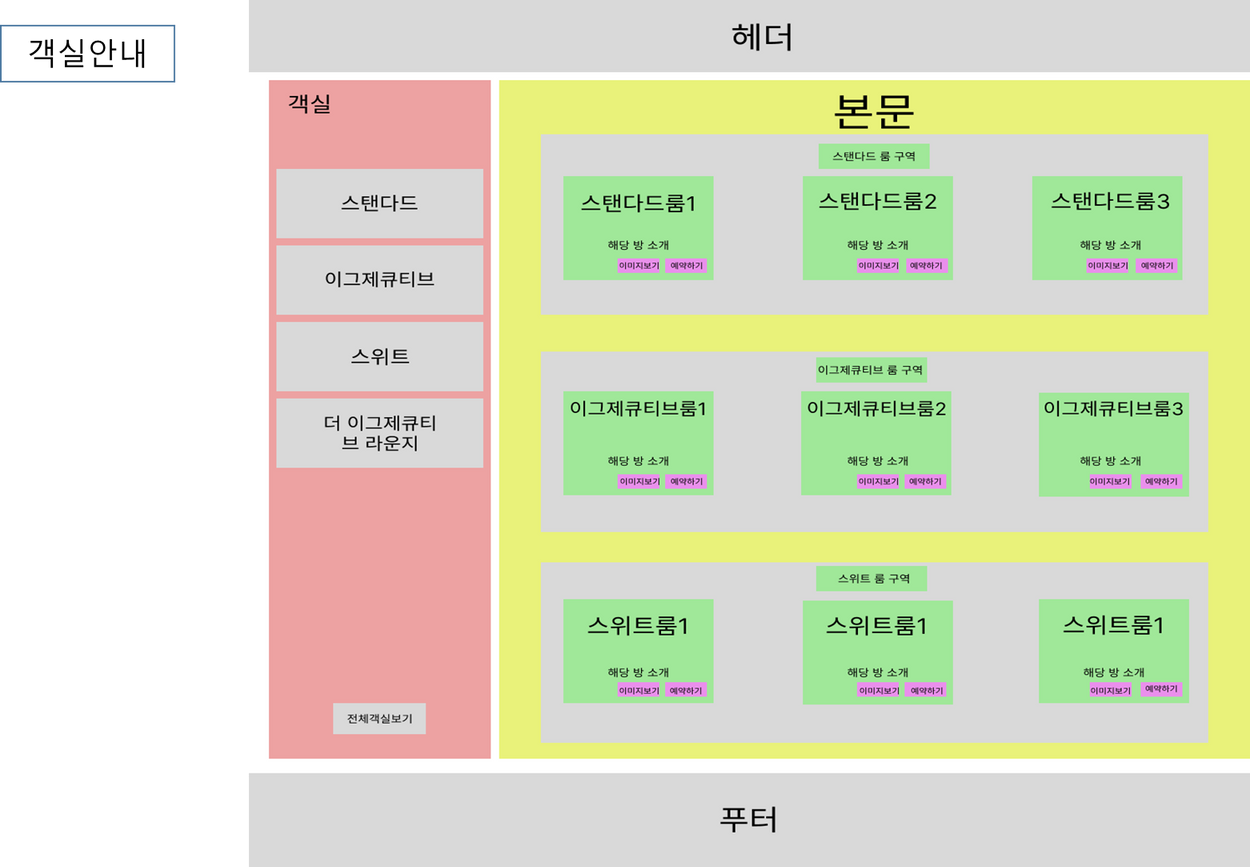 객실안내
헤더
객실
스탠다드
이그제큐티브
스위트
더 이그제큐티
브 라운지
전체객실보기
본문
스탠다드 룸 구역
스탠다드룸1
해당 방 소개
이미지보기 예약하기
스탠다드룸2
해당 방 소개
이미지보기 예약하기
스탠다드룸3
해당 방 소개
이미지보기 예약하기
이그제큐티브 룸 구역
이그제큐티브룸1
해당 방 소개
이미지보기 예약하기
이그제큐티브룸2
해당 방 소개
이미지보기 예약하기
이그제큐티브룸3
해당 방 소개
이미지보기 예약하기
스위트 룸 구역
스위트룸1
해당 방 소개
이미지보기 예약하기
스위트룸1
해당 방 소개
이미지보기 예약하기
스위트룸1
해당 방 소개
이미지보기 예약하기
푸터